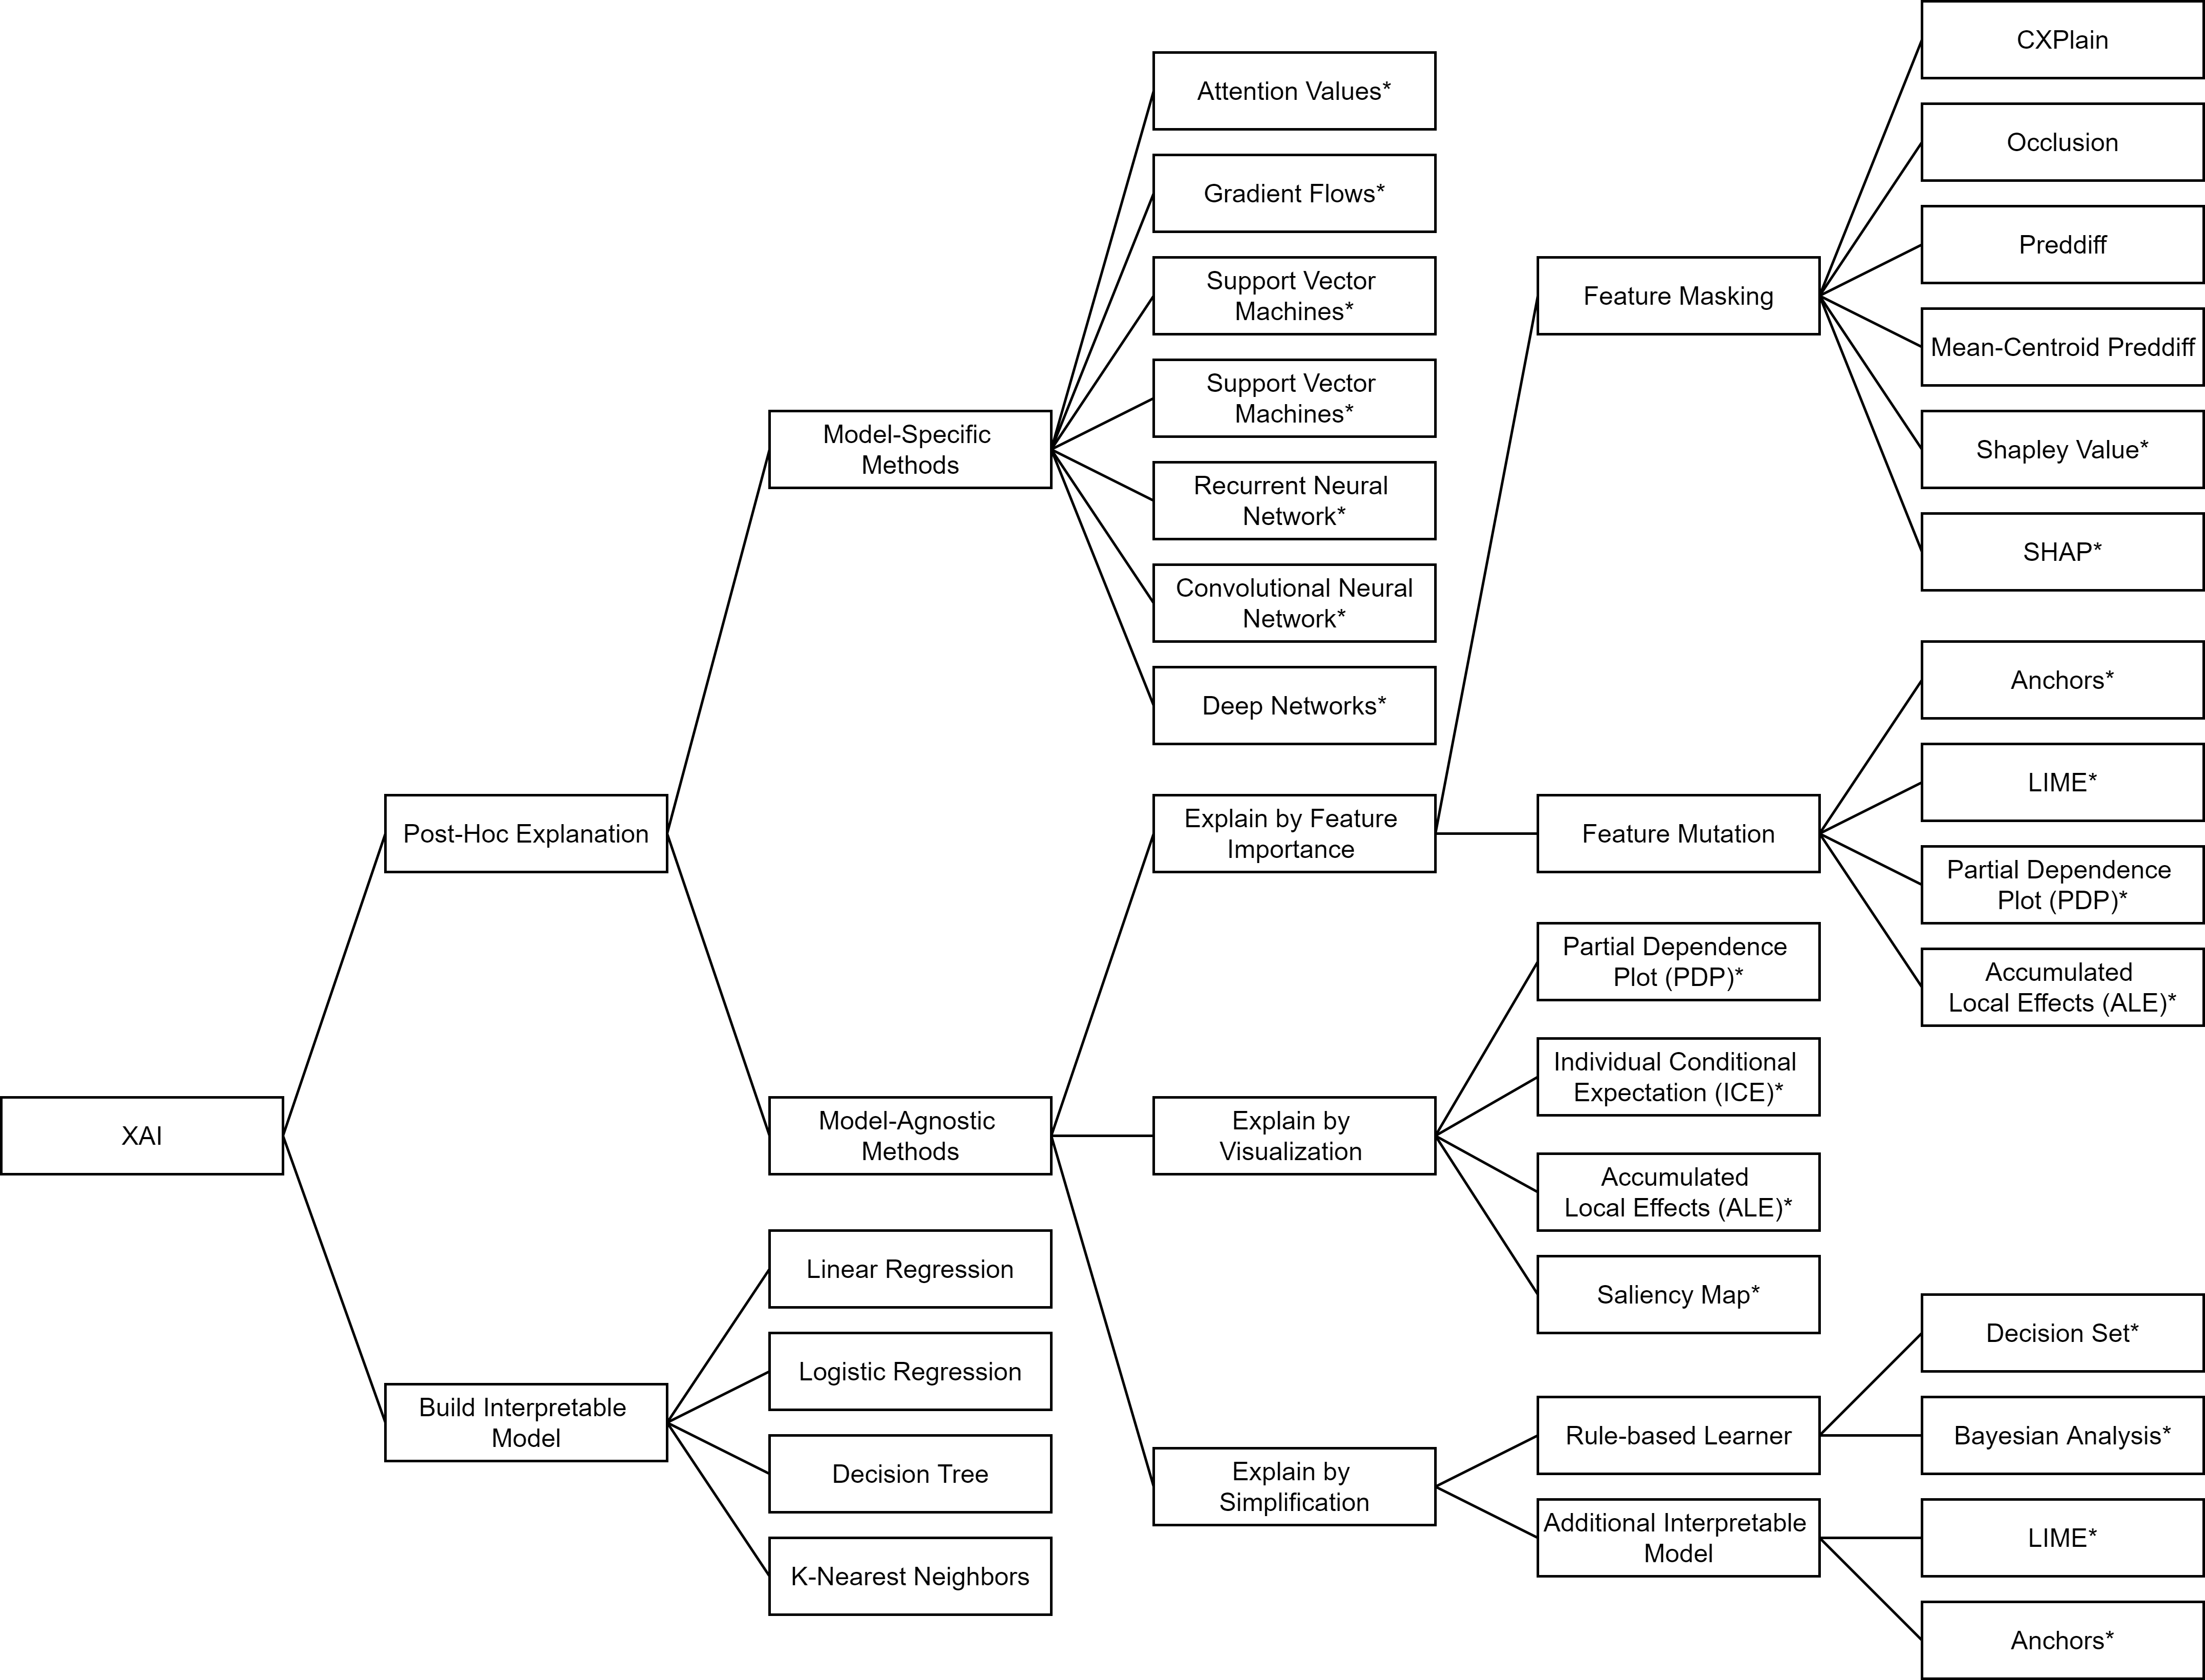 XAI
Post-Hoc Explanation
Build Interpretable
Model
Model-Specific
Methods
Model-Agnostic
Methods
Linear Regression
Logistic Regression
Decision Tree
K-Nearest Neighbors
Attention Values*
Gradient Flows*
Support Vector
Machines*
Support Vector
Machines*
Recurrent Neural
Network*
Convolutional Neural
Network*
Deep Networks*
Explain by Feature
Importance
Explain by
Visualization
Explain by
Simplification
Feature Masking
Feature Mutation
Partial Dependence
Plot (PDP)*
Individual Conditional
Expectation (ICE)*
Accumulated
Local Effects (ALE)*
Saliency Map*
Rule-based Learner
Additional Interpretable
Model
CXPlain
Occlusion
Preddiff
Mean-Centroid Preddiff
Shapley Value*
SHAP*
Anchors*
LIME*
Partial Dependence
Plot (PDP)*
Accumulated
Local Effects (ALE)*
Decision Set*
Bayesian Analysis*
LIME*
Anchors*